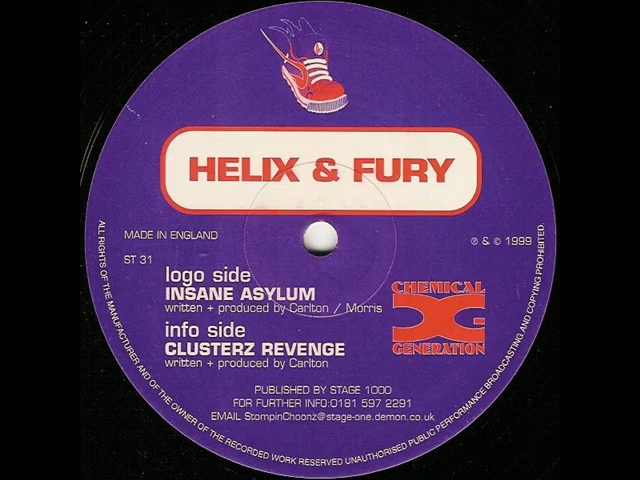 HELIX & FURY
MADE IN ENGLAND
℗ & © 1999
ST 31
logo side
INSANE ASYLUM
written + produced by Carlton / Morris
info side
CLUSTERZ REVENGE
written + produced by Carlton
CHEMICAL
CG
GENERATION
PUBLISHED BY STAGE 1000
FOR FURTHER INFO:0181 597 2291
EMAIL StompinChoonz@stage-one.demon.co.uk
ALL RIGHTS OF THE MANUFACTURER AND OF THE OWNER OF THE RECORDED WORK RESERVED UNAUTHORISED PUBLIC PERFORMANCE BROADCASTING AND COPYING PROHIBITED.